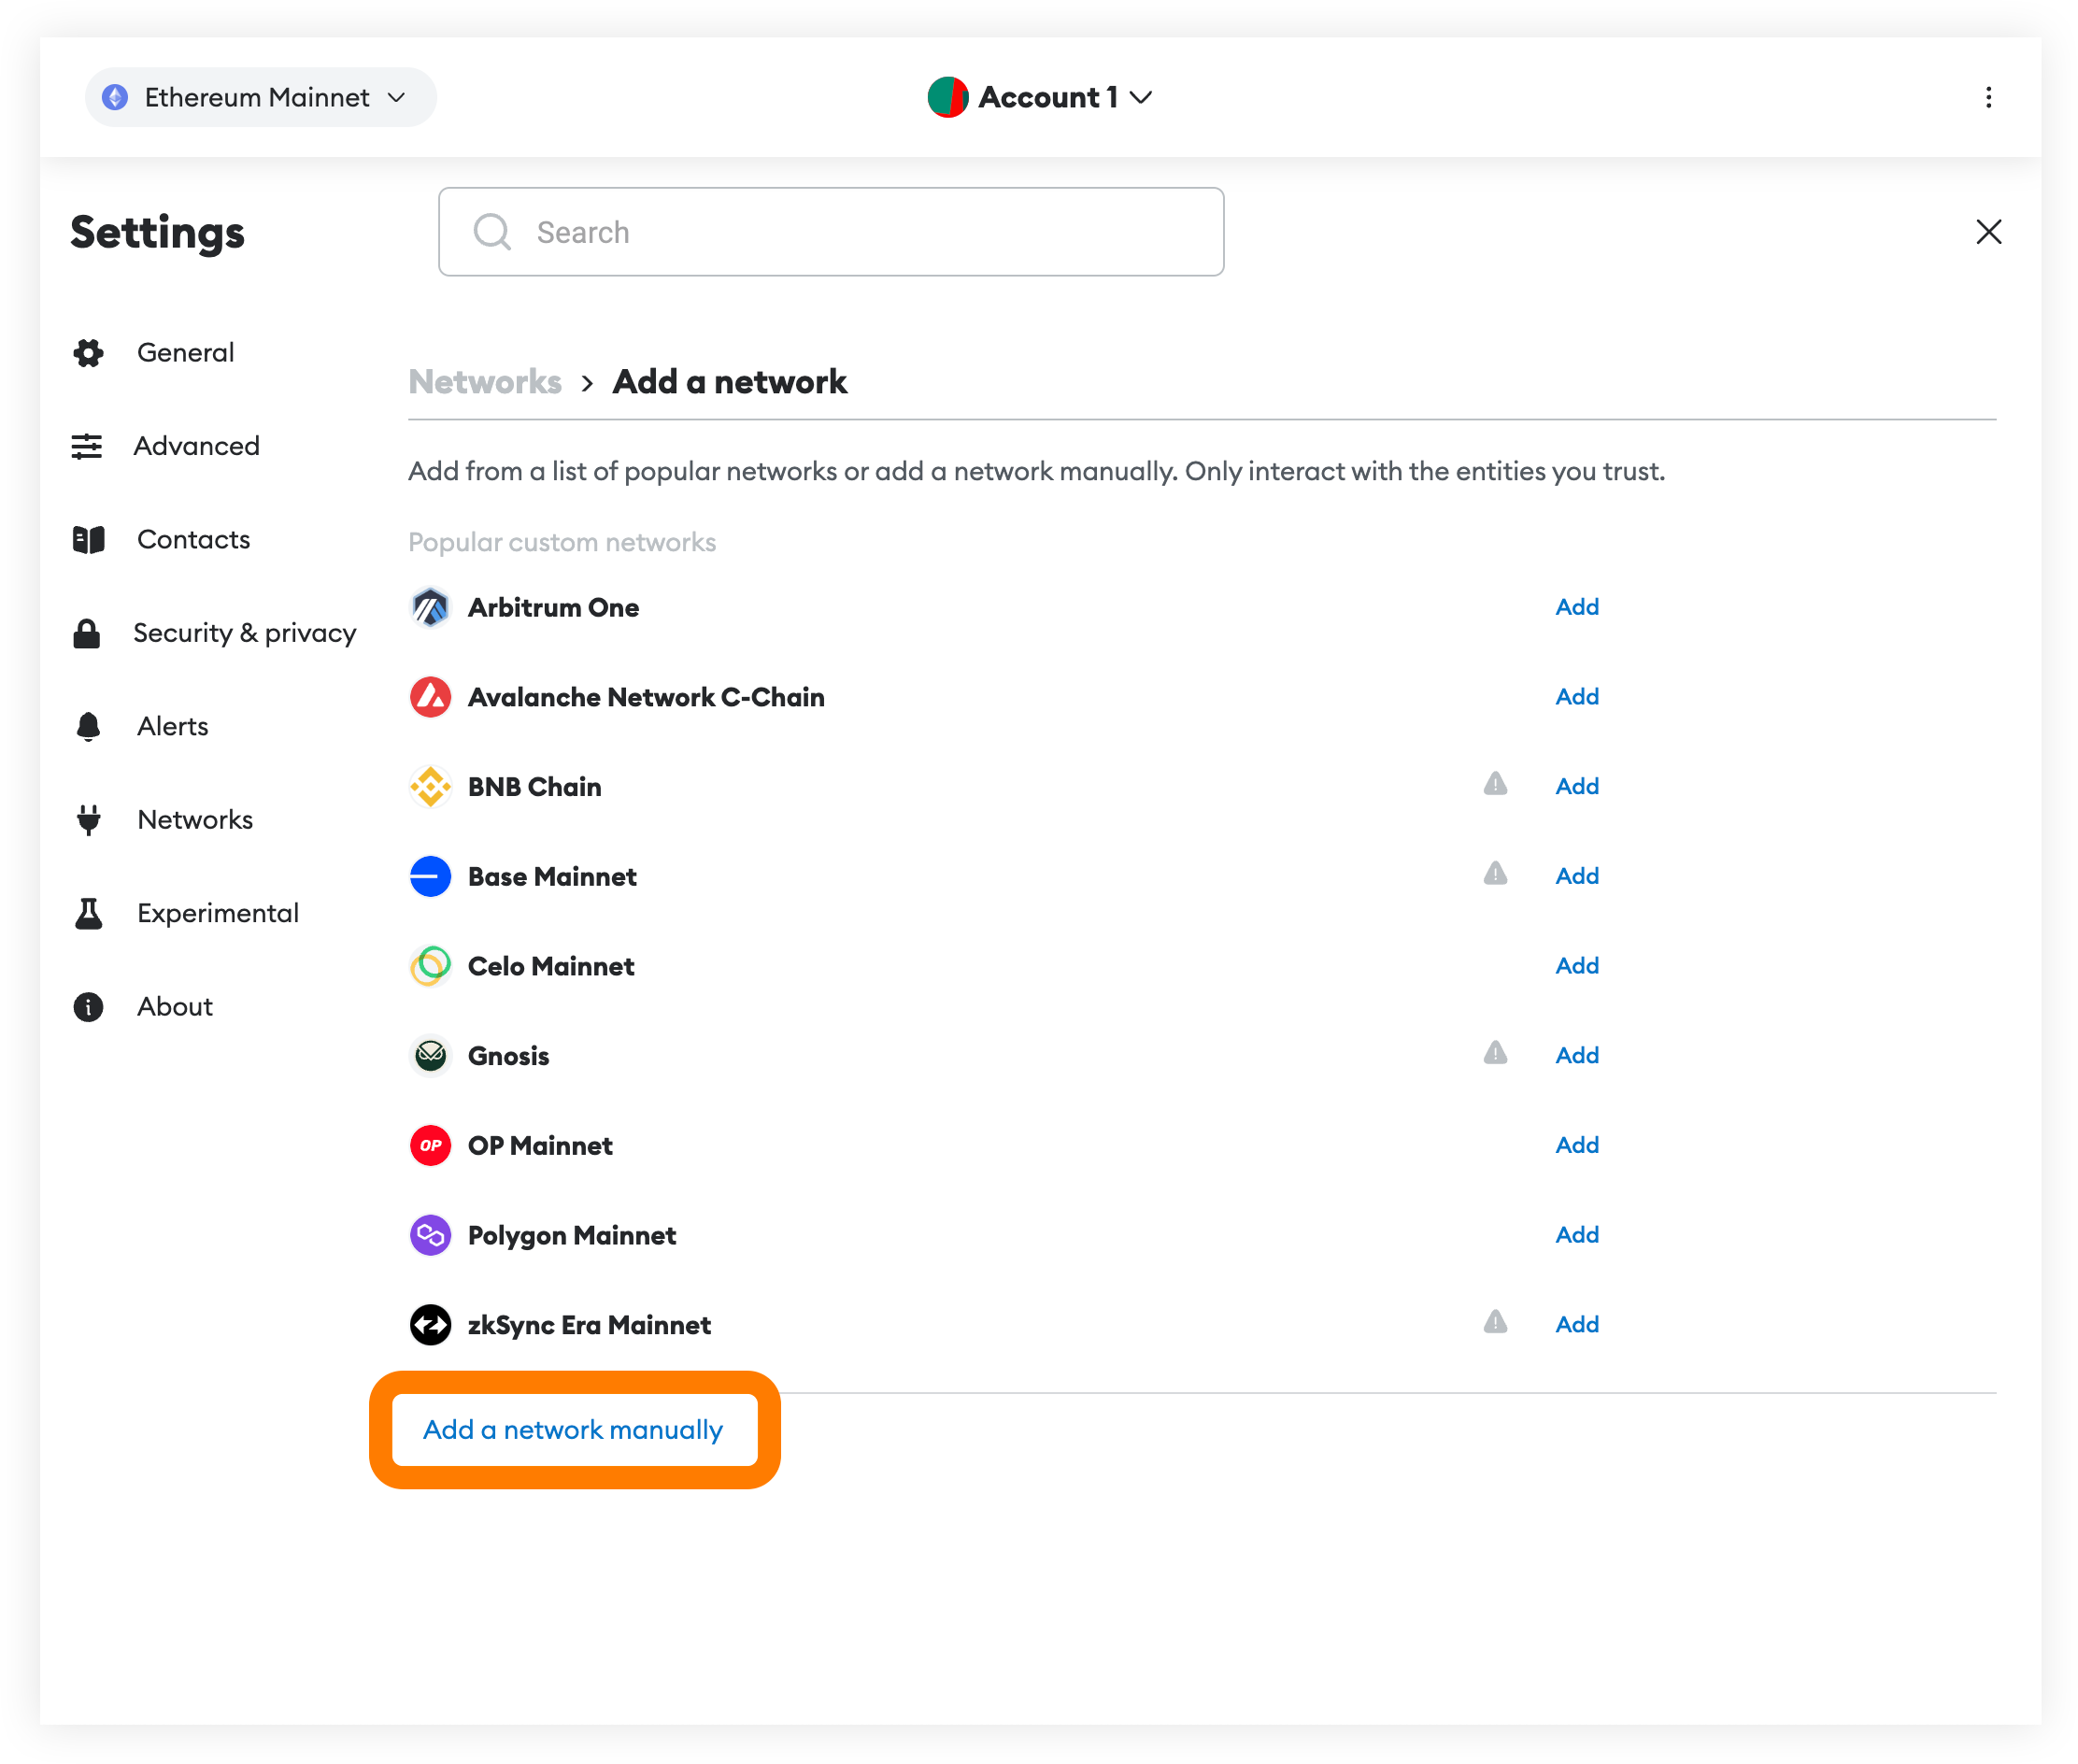 Ethereum Mainnet
Account 1
Settings
Search
General
Advanced
Contacts
Security & privacy
Alerts
Networks
Experimental
About
Networks > Add a network
Add from a list of popular networks or add a network manually. Only interact with the entities you trust.
Popular custom networks
Arbitrum One Add
Avalanche Network C-Chain Add
BNB Chain Add
Base Mainnet Add
Celo Mainnet Add
Gnosis Add
OP OP Mainnet Add
Polygon Mainnet Add
zkSync Era Mainnet Add
Add a network manually